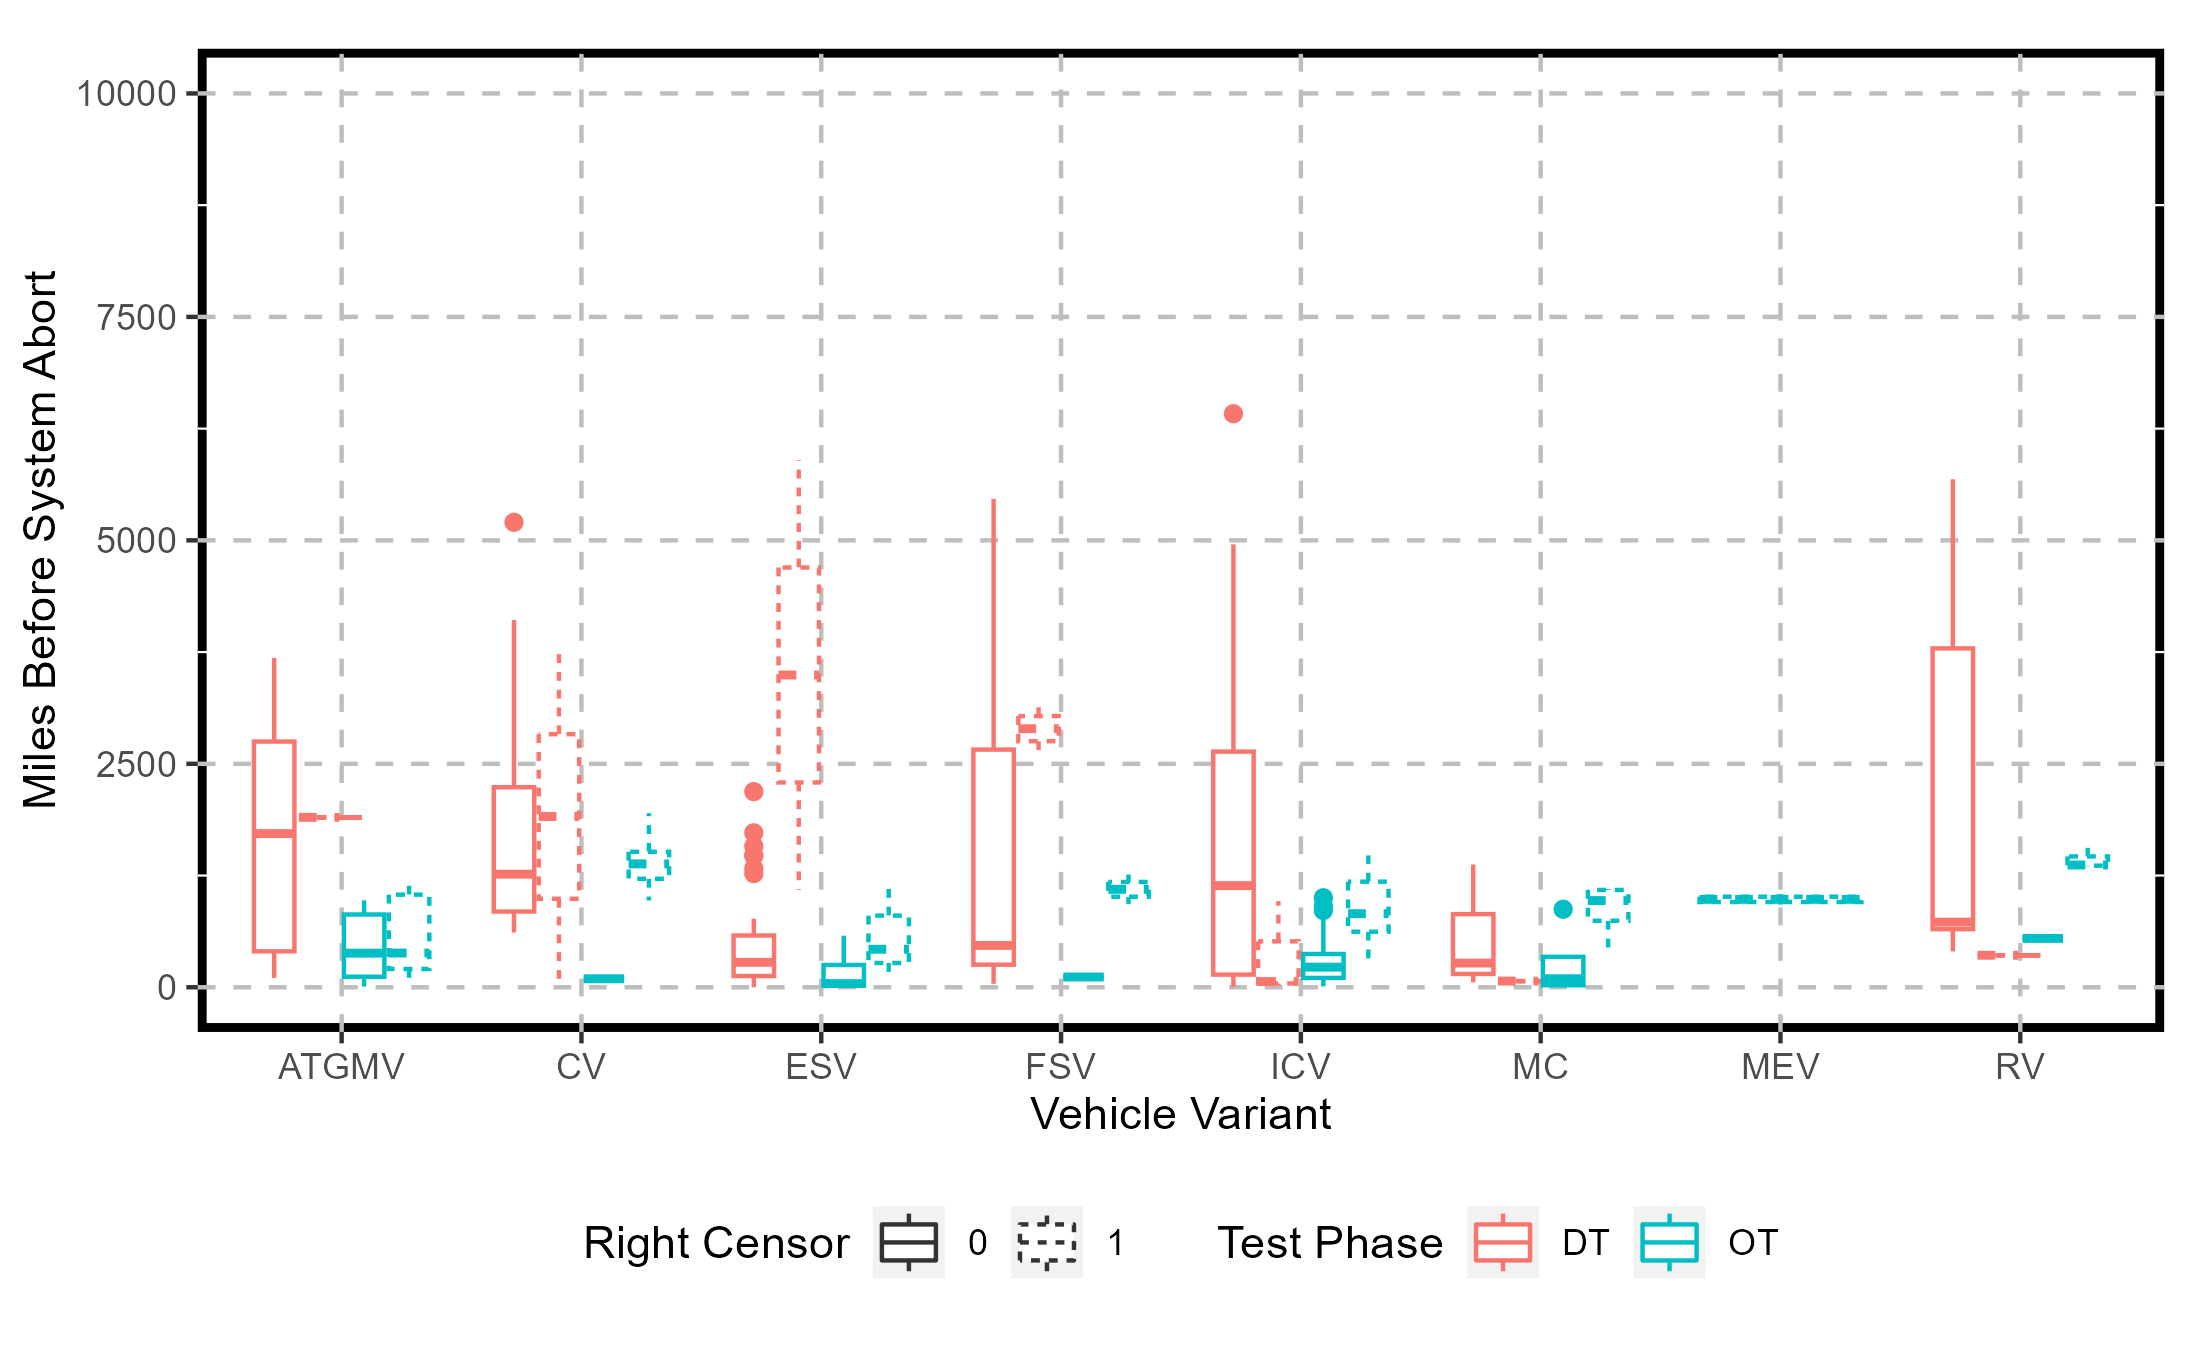 Miles Before System Abort
10000
7500
5000
2500
0
ATGMV CV ESV FSV ICV MC MEV RV
Vehicle Variant
Right Censor 0 1 Test Phase DT OT